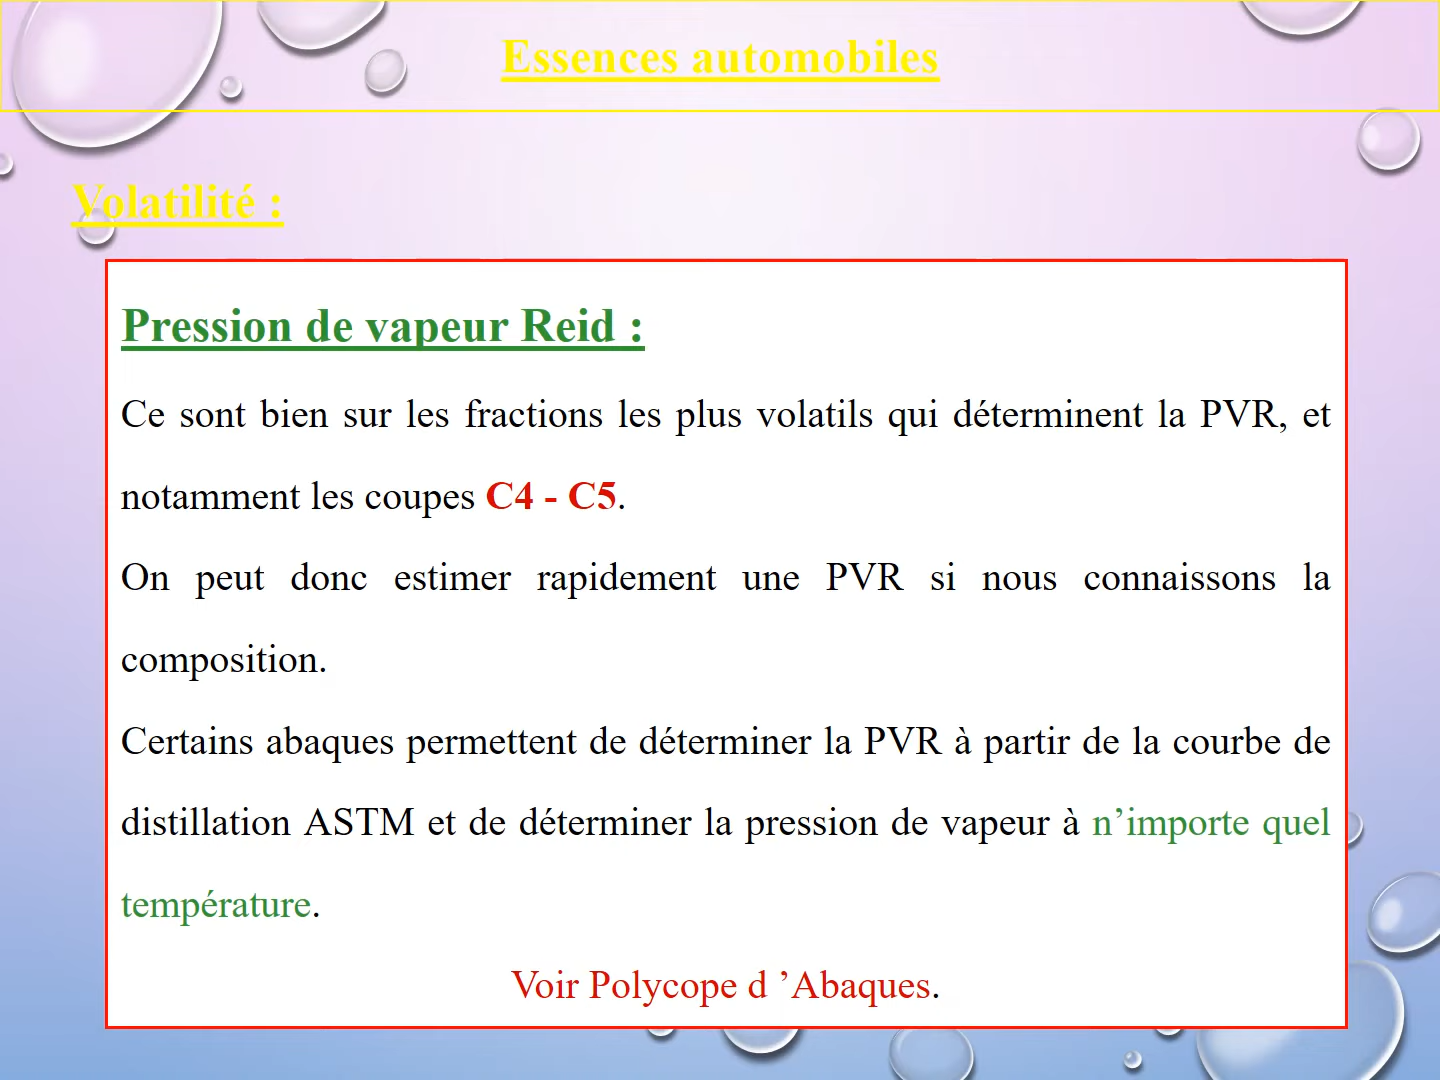 Essences automobiles
Volatilité :
Pression de vapeur Reid :
Ce sont bien sur les fractions les plus volatils qui déterminent la PVR, et
notamment les coupes C4 - C5.
On peut donc estimer rapidement une PVR si nous connaissons la
composition.
Certains abaques permettent de déterminer la PVR à partir de la courbe de
distillation ASTM et de déterminer la pression de vapeur à n’importe quel
température.
Voir Polycope d ’Abaques.